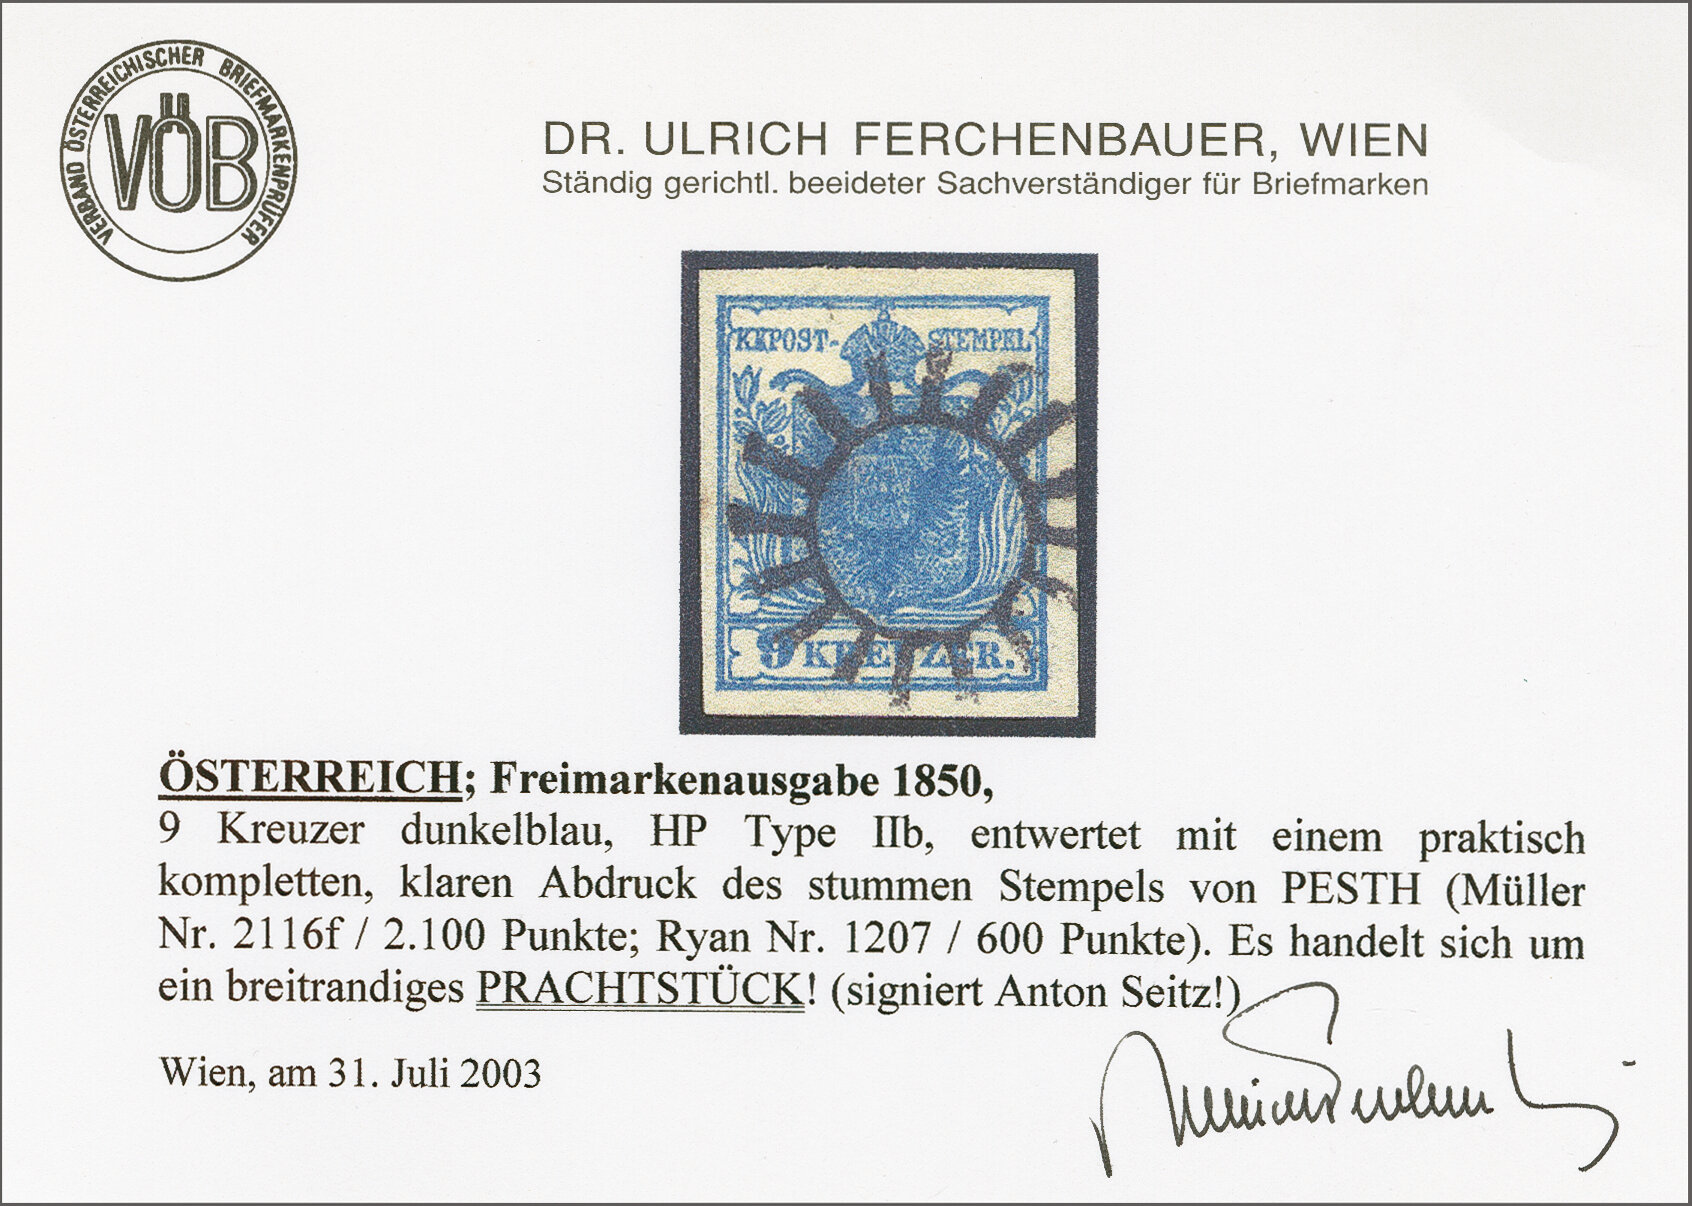 VERBAND ÖSTERREICHISCHER BRIEFMARKENPRÜFER
VÖB
DR. ULRICH FERCHENBAUER, WIEN
Ständig gerichtl. beeideter Sachverständiger für Briefmarken
KKPOST-STEMPEL
9 KREUZER.
ÖSTERREICH; Freimarkenausgabe 1850,
9 Kreuzer dunkelblau, HP Type IIb, entwertet mit einem praktisch
kompletten, klaren Abdruck des stummen Stempels von PESTH (Müller
Nr. 2116f / 2.100 Punkte; Ryan Nr. 1207 / 600 Punkte). Es handelt sich um
ein breitrandiges PRACHTSTÜCK! (signiert Anton Seitz!)
Wien, am 31. Juli 2003